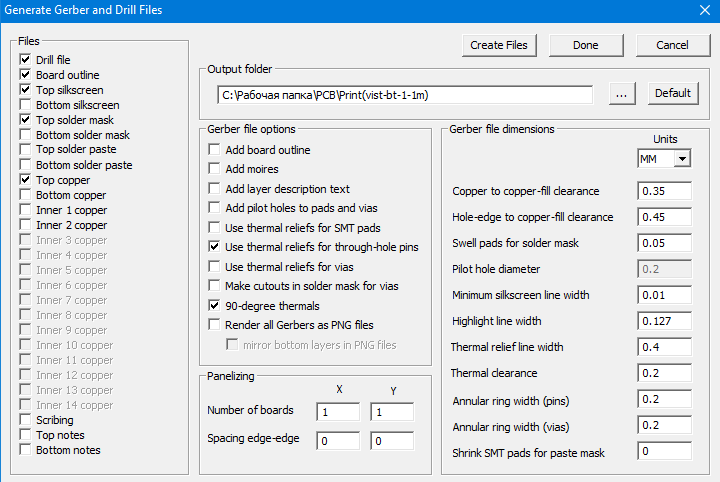 Generate Gerber and Drill Files
Files
Drill file
Board outline
Top silkscreen
Bottom silkscreen
Top solder mask
Bottom solder mask
Top solder paste
Bottom solder paste
Top copper
Bottom copper
Inner 1 copper
Inner 2 copper
Inner 3 copper
Inner 4 copper
Inner 5 copper
Inner 6 copper
Inner 7 copper
Inner 8 copper
Inner 9 copper
Inner 10 copper
Inner 11 copper
Inner 12 copper
Inner 13 copper
Inner 14 copper
Scribing
Top notes
Bottom notes
Create Files
Done
Cancel
Output folder
C:\Рабочая папка\PCB\Print(vist-bt-1-1m)
...
Default
Gerber file options
Add board outline
Add moires
Add layer description text
Add pilot holes to pads and vias
Use thermal reliefs for SMT pads
Use thermal reliefs for through-hole pins
Use thermal reliefs for vias
Make cutouts in solder mask for vias
90-degree thermals
Render all Gerbers as PNG files
mirror bottom layers in PNG files
Panelizing
X Y
Number of boards 1 1
Spacing edge-edge 0 0
Gerber file dimensions
Units
MM
Copper to copper-fill clearance 0.35
Hole-edge to copper-fill clearance 0.45
Swell pads for solder mask 0.05
Pilot hole diameter 0.2
Minimum silkscreen line width 0.01
Highlight line width 0.127
Thermal relief line width 0.4
Thermal clearance 0.2
Annular ring width (pins) 0.2
Annular ring width (vias) 0.2
Shrink SMT pads for paste mask 0